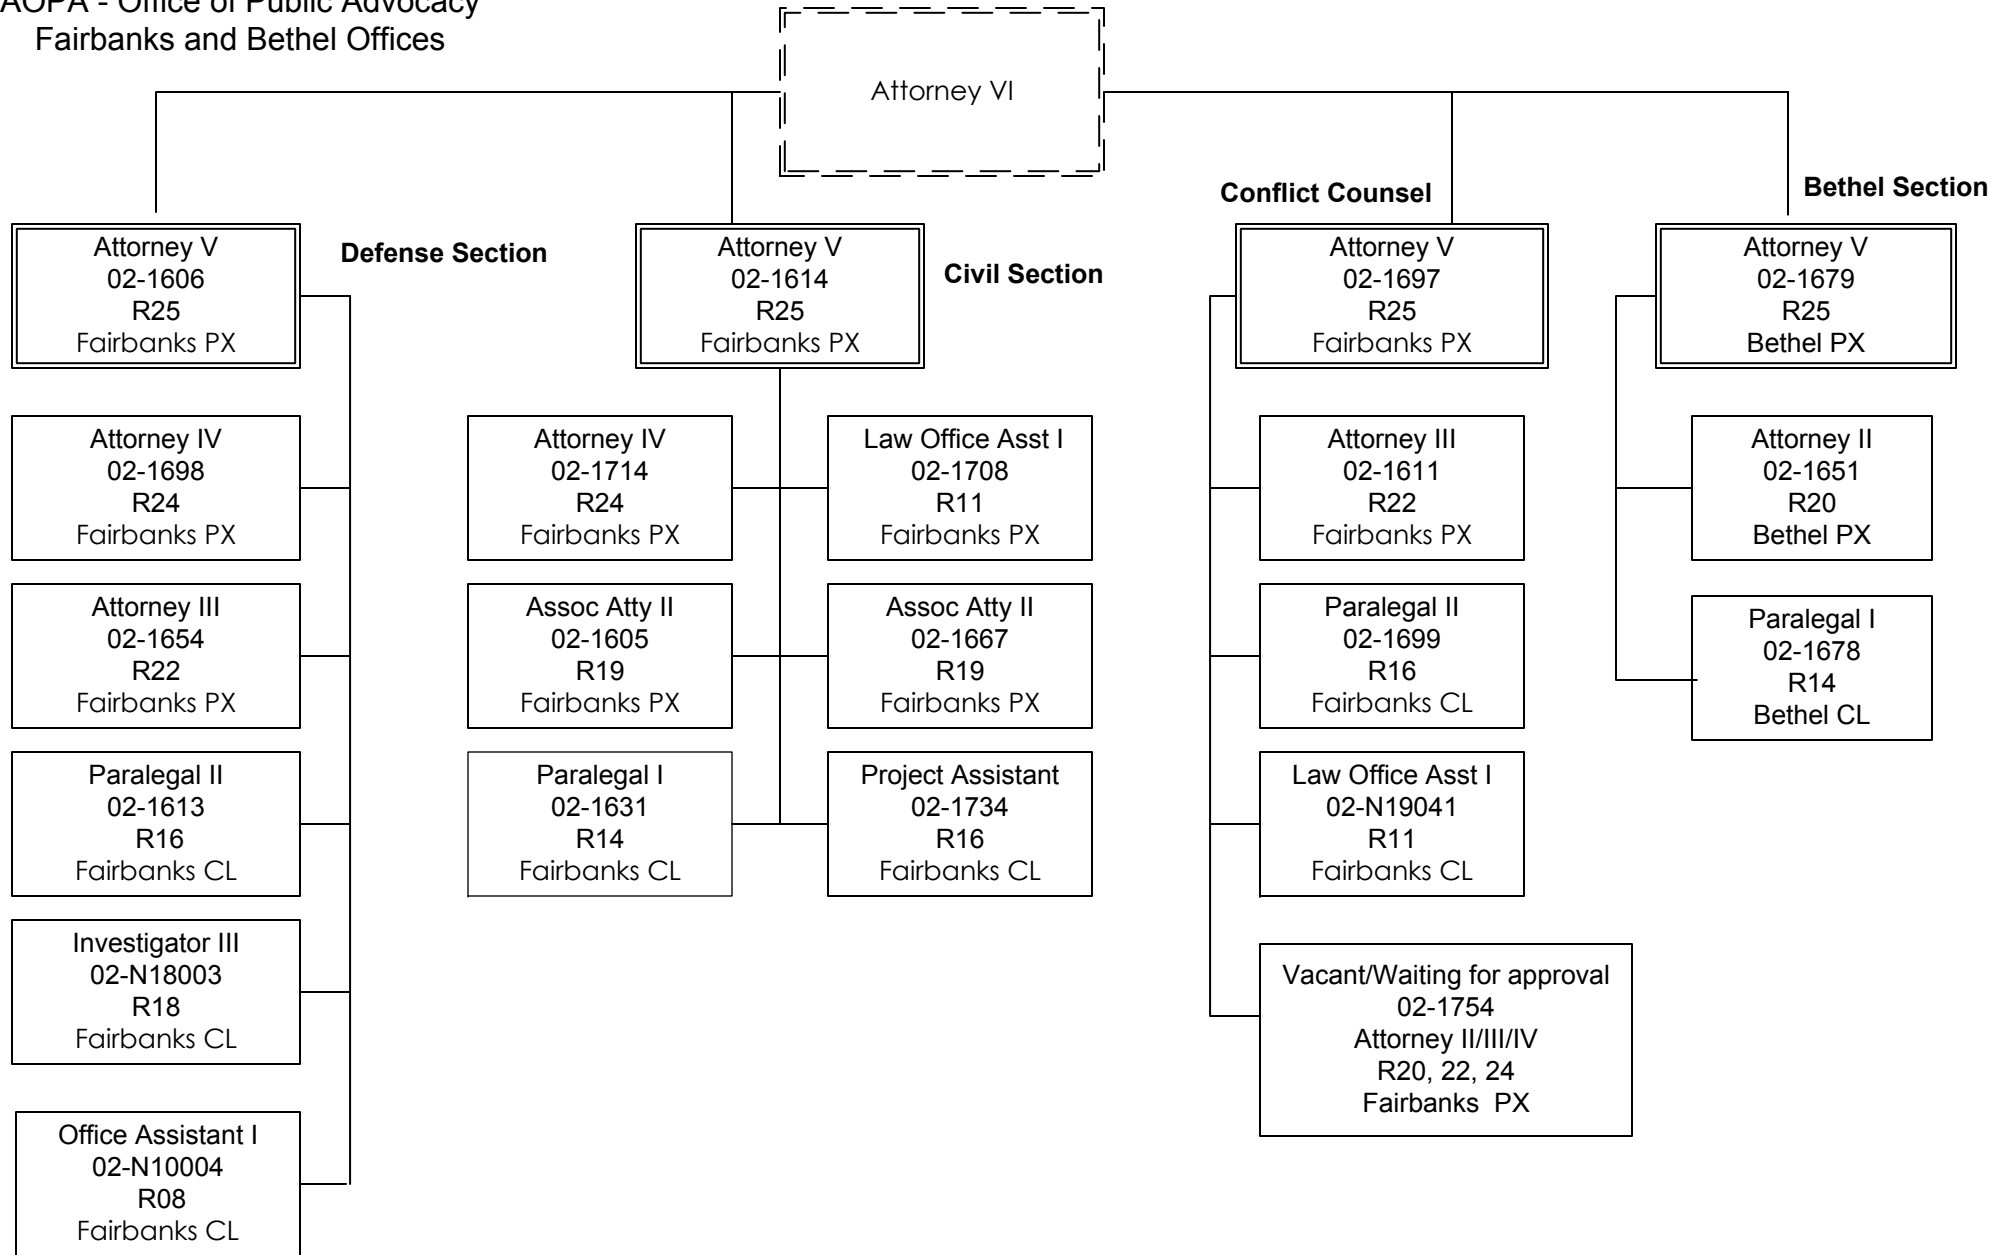 AOPA - Office of Public Advocacy
Fairbanks and Bethel Offices
Attorney VI
Attorney V
02-1606
R25
Fairbanks PX
Defense Section
Attorney IV
02-1698
R24
Fairbanks PX
Attorney III
02-1654
R22
Fairbanks PX
Paralegal II
02-1613
R16
Fairbanks CL
Investigator III
02-N18003
R18
Fairbanks CL
Office Assistant I
02-N10004
R08
Fairbanks CL
Attorney V
02-1614
R25
Fairbanks PX
Civil Section
Attorney IV
02-1714
R24
Fairbanks PX
Law Office Asst I
02-1708
R11
Fairbanks PX
Assoc Atty II
02-1605
R19
Fairbanks PX
Assoc Atty II
02-1667
R19
Fairbanks PX
Paralegal I
02-1631
R14
Fairbanks CL
Project Assistant
02-1734
R16
Fairbanks CL
Conflict Counsel
Attorney V
02-1697
R25
Fairbanks PX
Attorney III
02-1611
R22
Fairbanks PX
Paralegal II
02-1699
R16
Fairbanks CL
Law Office Asst I
02-N19041
R11
Fairbanks CL
Vacant/Waiting for approval
02-1754
Attorney II/III/IV
R20, 22, 24
Fairbanks PX
Bethel Section
Attorney V
02-1679
R25
Bethel PX
Attorney II
02-1651
R20
Bethel PX
Paralegal I
02-1678
R14
Bethel CL